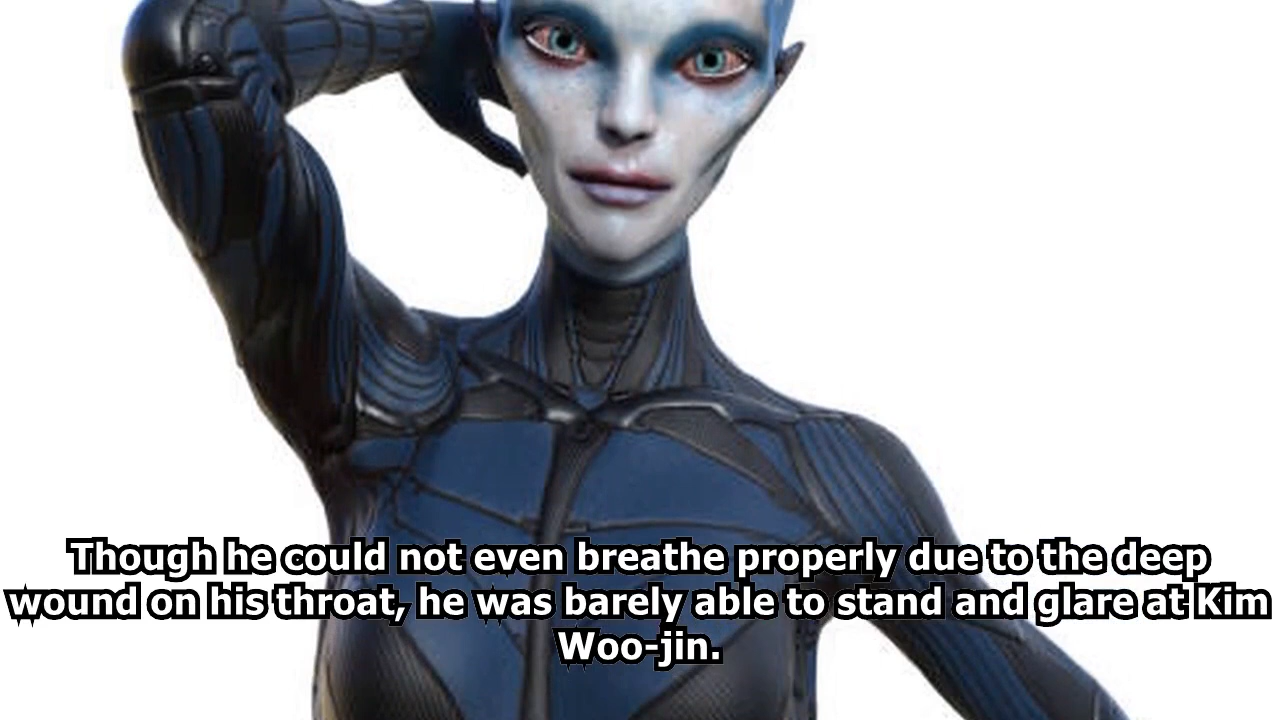 Though he could not even breathe properly due to the deep
wound on his throat, he was barely able to stand and glare at Kim
Woo-jin.